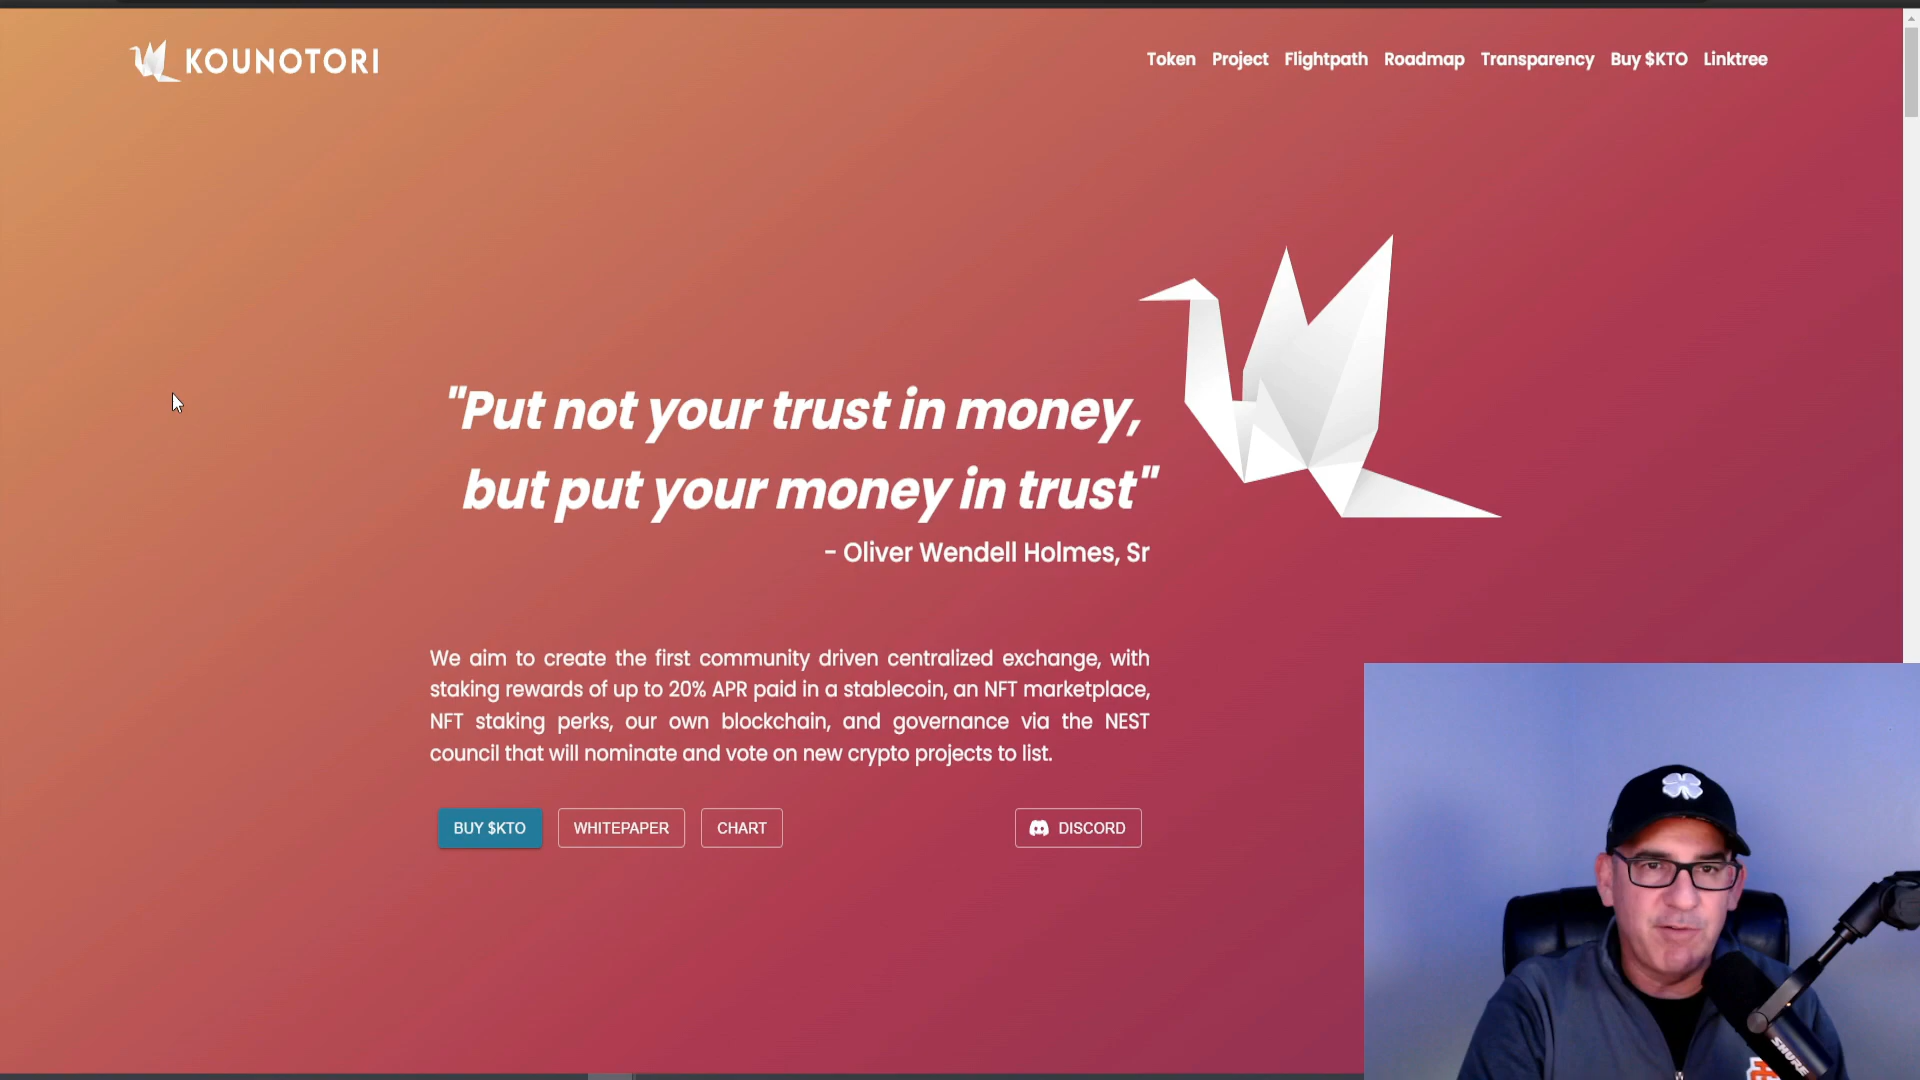 KOUNOTORI
Token Project Flightpath Roadmap Transparency Buy $KTO Linktree
"Put not your trust in money,
but put your money in trust"
- Oliver Wendell Holmes, Sr
We aim to create the first community driven centralized exchange, with
staking rewards of up to 20% APR paid in a stablecoin, an NFT marketplace,
NFT staking perks, our own blockchain, and governance via the NEST
council that will nominate and vote on new crypto projects to list.
BUY $KTO WHITEPAPER CHART DISCORD
SHURE